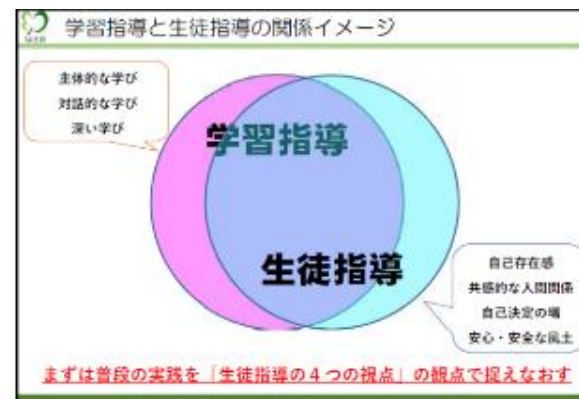 学習指導と生徒指導の関係イメージ
主体的な学び
対話的な学び
深い学び
学習指導
生徒指導
自己存在感
共感的な人間関係
自己決定の場
安心・安全な風土
まずは普段の実践を「生徒指導の4つの視点」の観点で捉えなおす